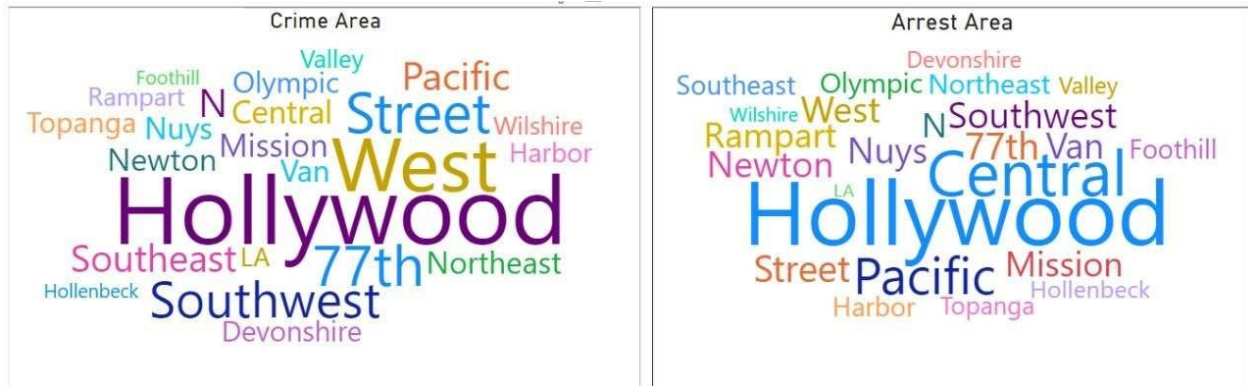 Crime Area
Valley
Foothill Olympic Pacific
Rampart N Central Street
Topanga Nuys Mission Wilshire
Newton Van West Harbor
Hollywood
Southeast LA 77th Northeast
Hollenbeck Southwest
Devonshire
Arrest Area
Devonshire
Southeast Olympic Northeast Valley
Wilshire West N Southwest
Rampart Nuys 77th Van Foothill
Newton Central
LA
Hollywood
Street Pacific Mission
Hollenbeck
Harbor Topanga